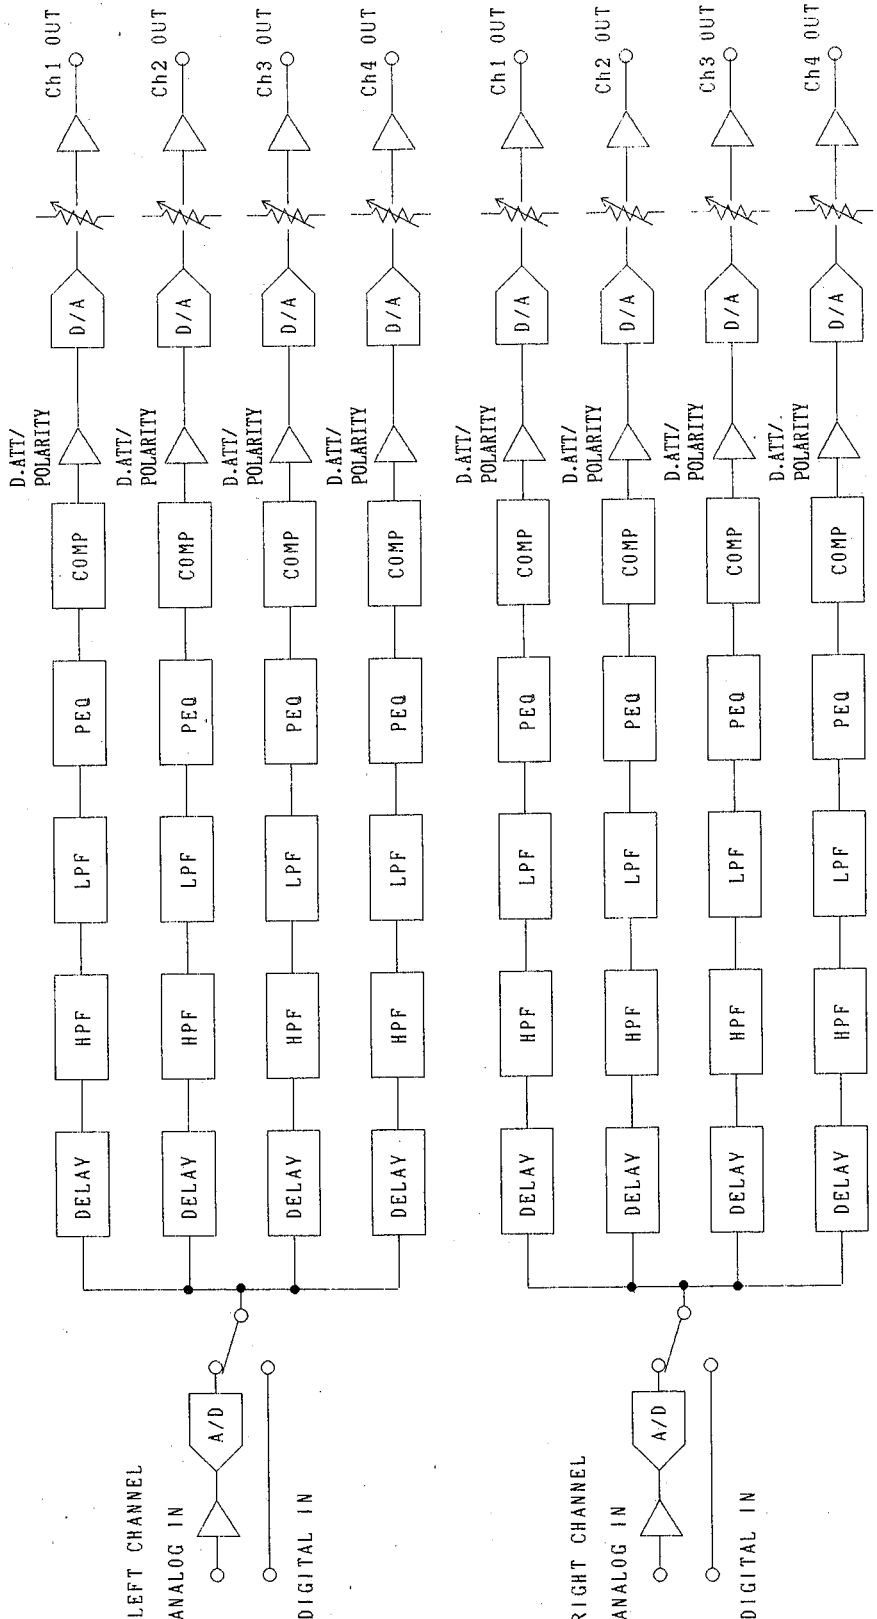 LEFT CHANNEL
ANALOG IN
DIGITAL IN
A/D
DELAY
HPF
LPF
PEQ
COMP
D.ATT/
POLARITY
D/A
Ch1 OUT
DELAY
HPF
LPF
PEQ
COMP
D.ATT/
POLARITY
D/A
Ch2 OUT
DELAY
HPF
LPF
PEQ
COMP
D.ATT/
POLARITY
D/A
Ch3 OUT
DELAY
HPF
LPF
PEQ
COMP
D.ATT/
POLARITY
D/A
Ch4 OUT
RIGHT CHANNEL
ANALOG IN
DIGITAL IN
A/D
DELAY
HPF
LPF
PEQ
COMP
D.ATT/
POLARITY
D/A
Ch1 OUT
DELAY
HPF
LPF
PEQ
COMP
D.ATT/
POLARITY
D/A
Ch2 OUT
DELAY
HPF
LPF
PEQ
COMP
D.ATT/
POLARITY
D/A
Ch3 OUT
DELAY
HPF
LPF
PEQ
COMP
D.ATT/
POLARITY
D/A
Ch4 OUT